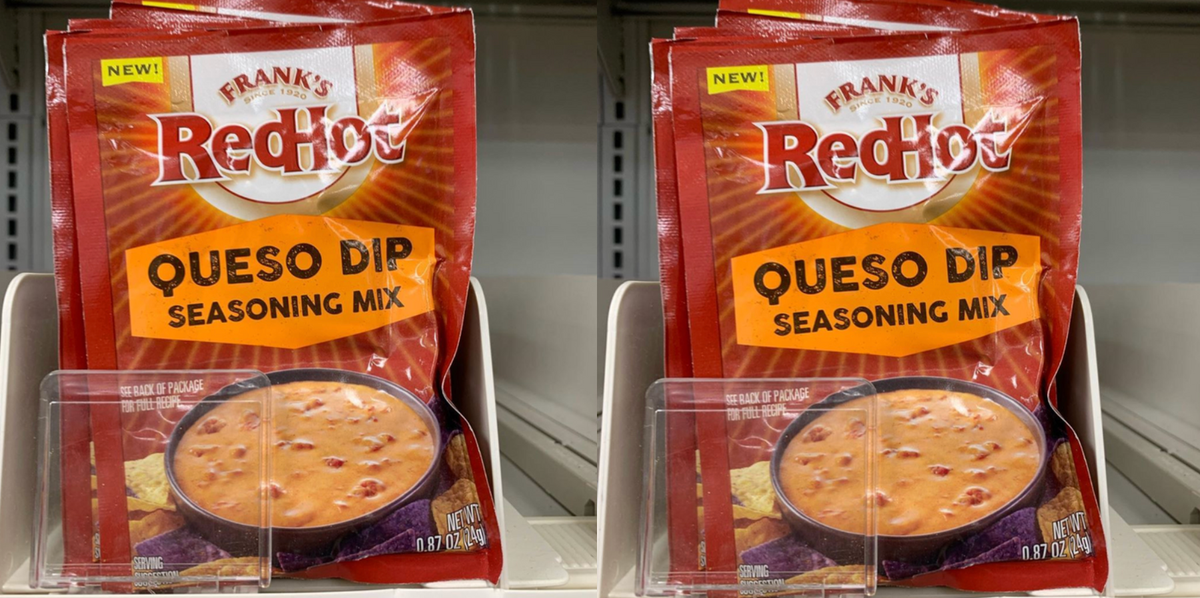 NEW!
FRANK'S
SINCE 1920
RedHot
QUESO DIP
SEASONING MIX
SEE BACK OF PACKAGE
FOR FULL RECIPE.
SERVING
SUGGESTION
NET WT.
0.87 OZ (24g)
NEW!
FRANK'S
SINCE 1920
RedHot
QUESO DIP
SEASONING MIX
SEE BACK OF PACKAGE
FOR FULL RECIPE.
SERVING
SUGGESTION
NET WT.
0.87 OZ (24g)